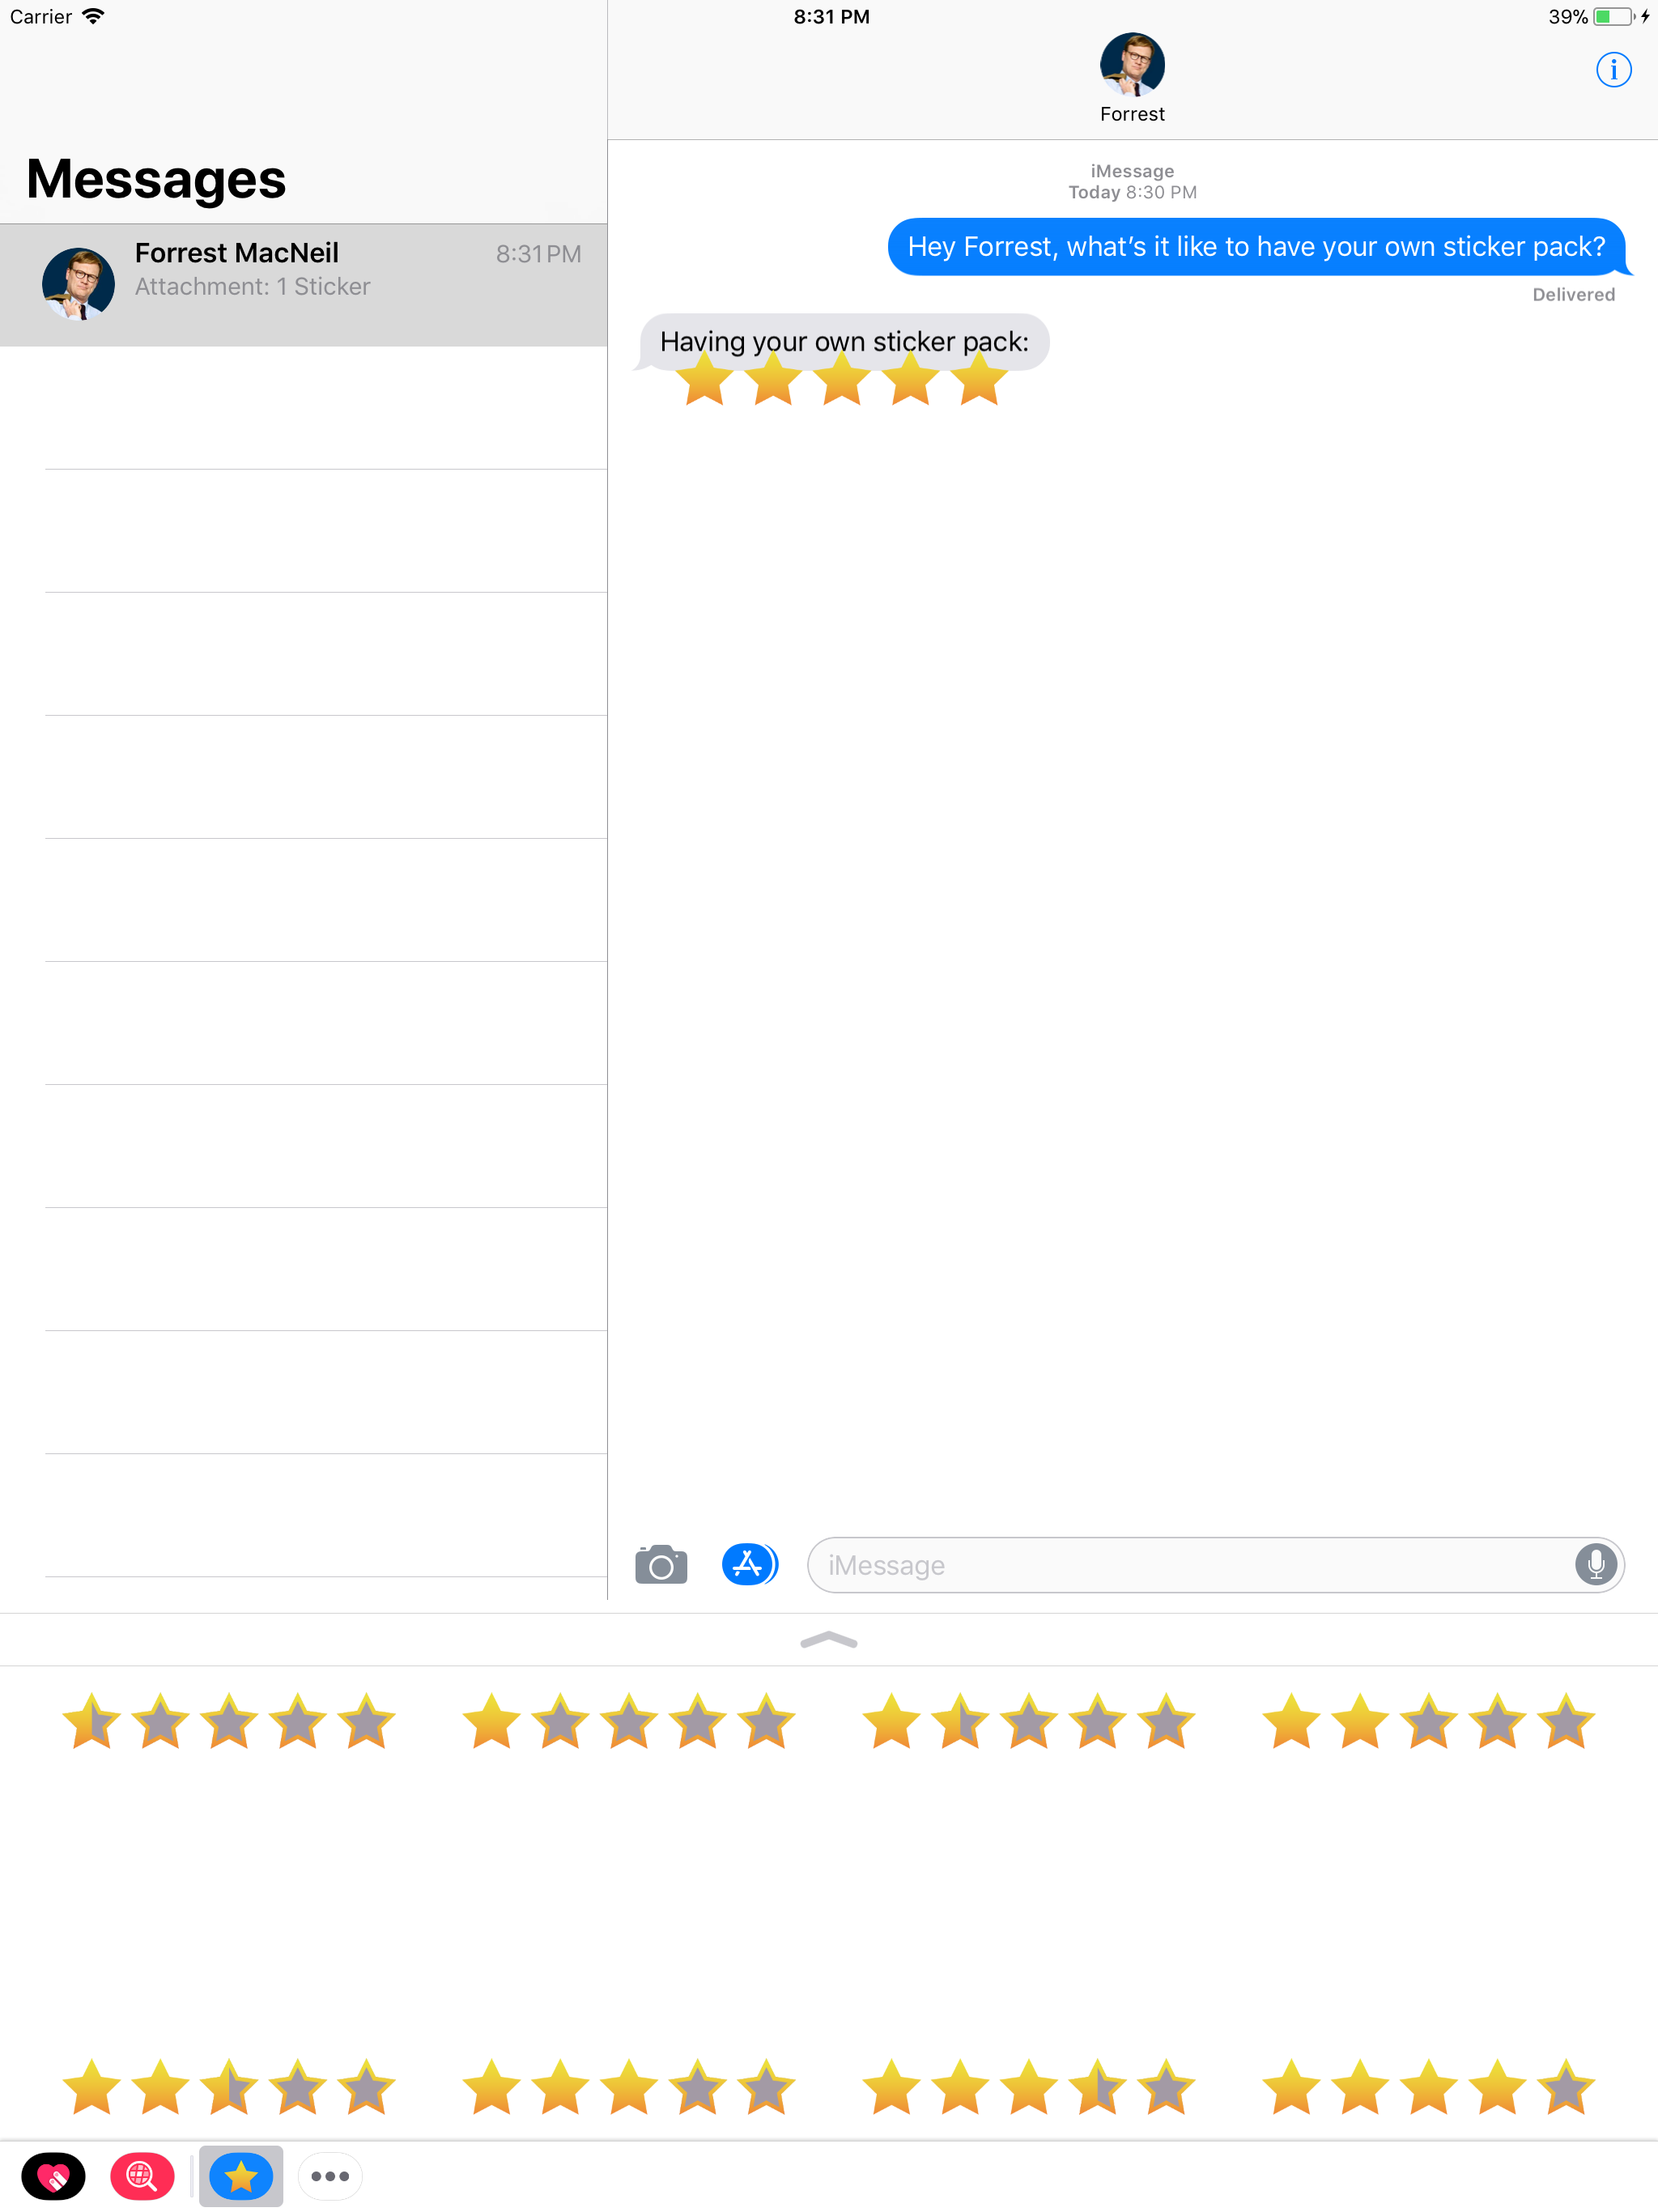 Carrier
8:31 PM
39%
Forrest
Messages
Forrest MacNeil
8:31 PM
Attachment: 1 Sticker
iMessage
Today 8:30 PM
Hey Forrest, what’s it like to have your own sticker pack?
Delivered
Having your own sticker pack:
iMessage